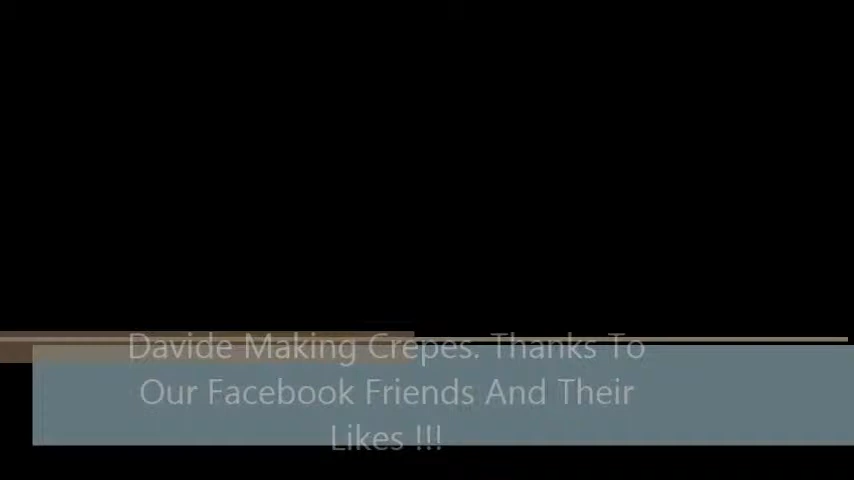 Davide Making Crepes. Thanks To
Our Facebook Friends And Their
Likes !!!